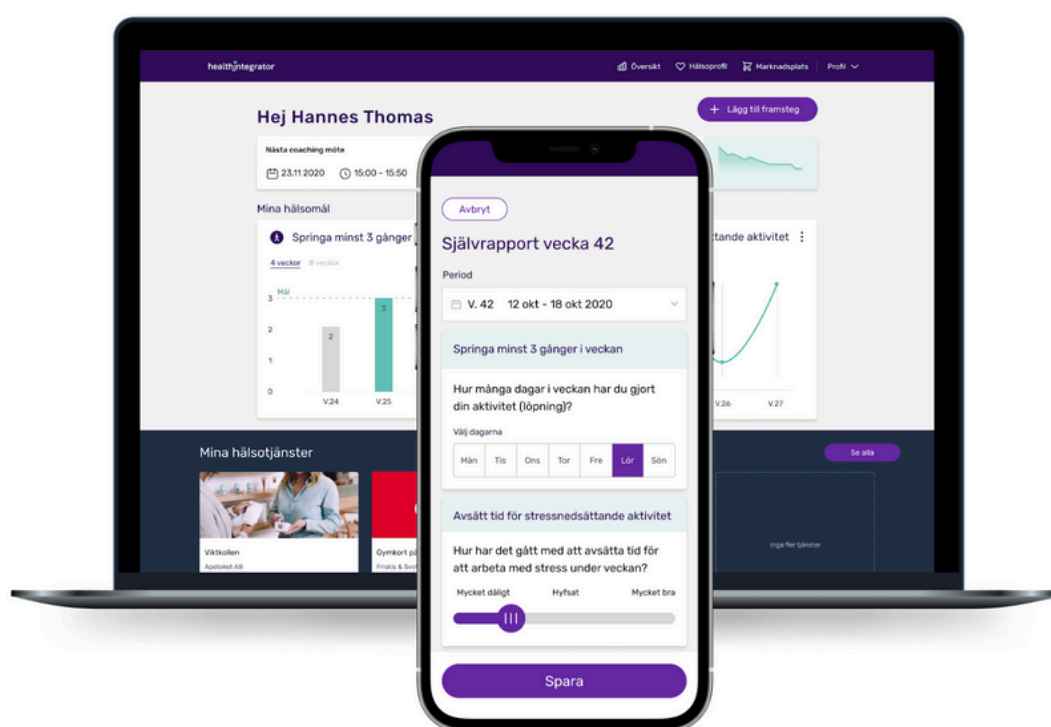 healthintegrator
Översikt
Hälsoprofil
Marknadsplats
Profil
Hej Hannes Thomas
+ Lägg till framsteg
Nästa coaching möte
23.11 2020 15:00 - 15:50
Mina hälsomål
Springa minst 3 gånger
4 veckor 8 veckor
Mål
3
2
1
0
2
3
V.24 V.25
ttande aktivitet
V.26 V.27
Mina hälsotjänster
Se alla
Viktkollen
Apoteket AB
Gymkort på
Friskis &
Inga fler tjänster
Avbryt
Självrapport vecka 42
Period
V. 42 12 okt - 18 okt 2020
Springa minst 3 gånger i veckan
Hur många dagar i veckan har du gjort
din aktivitet (löpning)?
Välj dagarna
Mån Tis Ons Tor Fre Lör Sön
Avsätt tid för stressnedsättande aktivitet
Hur har det gått med att avsätta tid för
att arbeta med stress under veckan?
Mycket dåligt Hyfsat Mycket bra
Spara